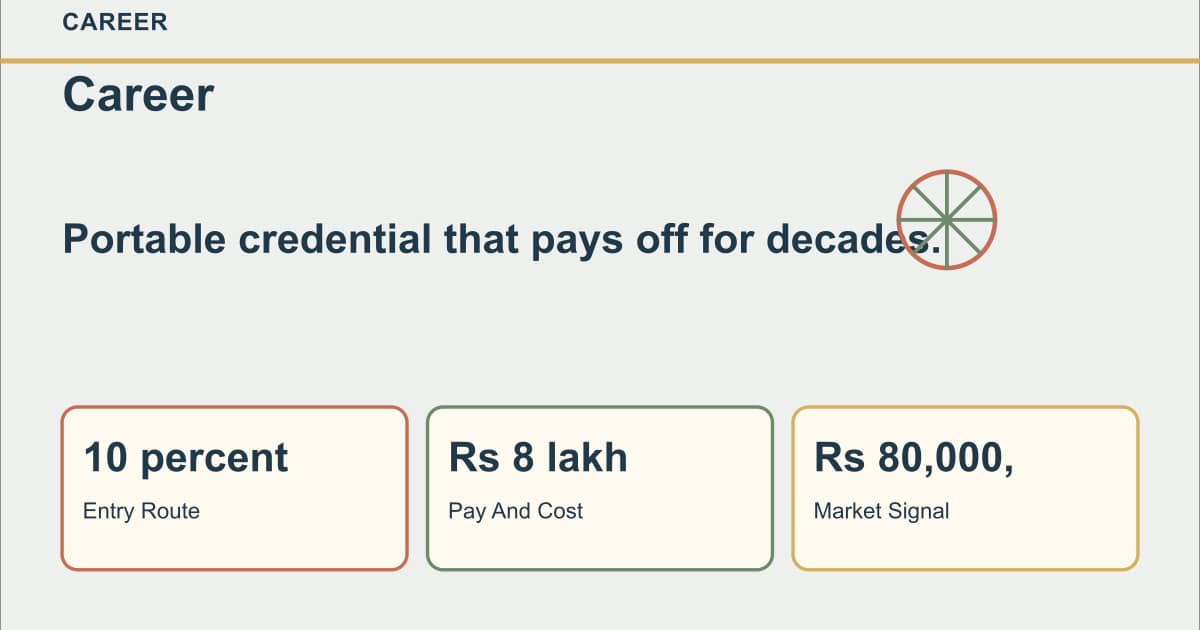 CAREER
Career
Portable credential that pays off for decades.
10 percent
Entry Route
Rs 8 lakh
Pay And Cost
Rs 80,000,
Market Signal